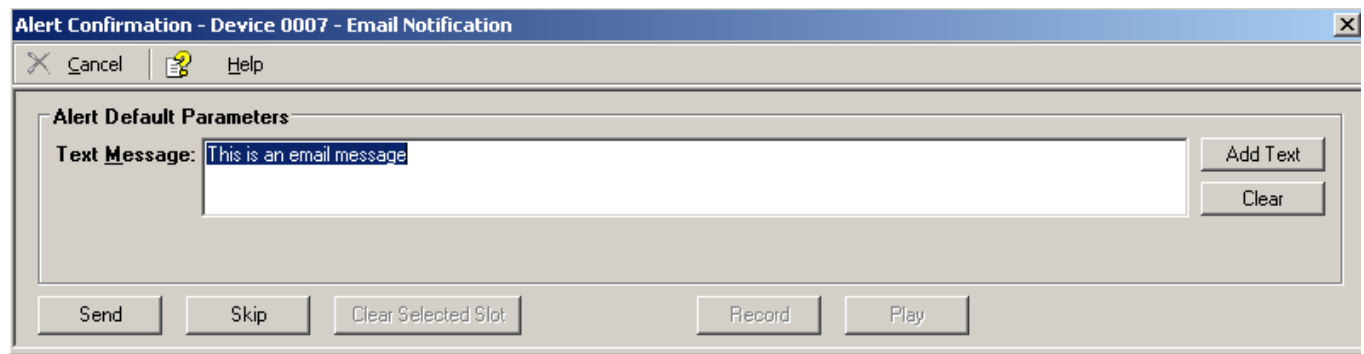 Alert Confirmation - Device 0007 - Email Notification
Cancel Help
Alert Default Parameters
Text Message: This is an email message Add Text
Clear
Send Skip Clear Selected Slot Record Play